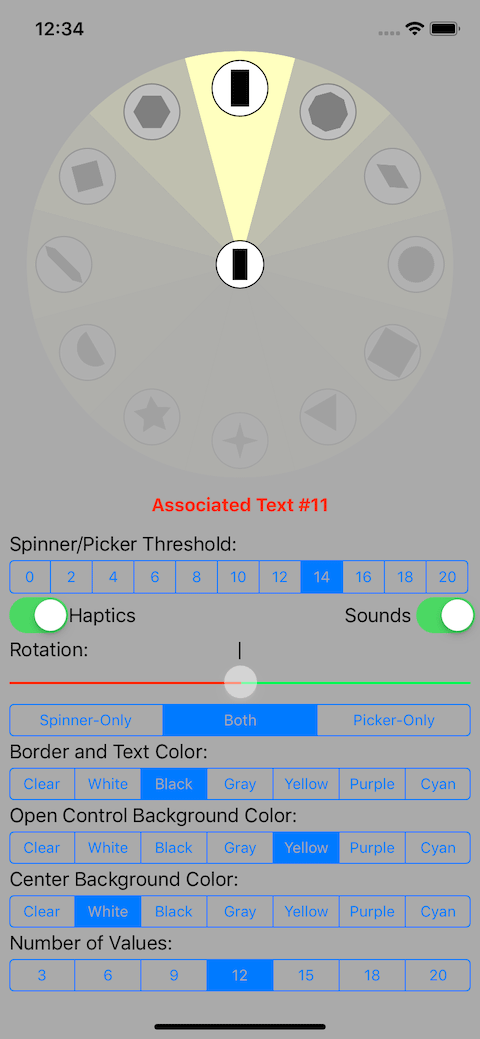 12:34
Associated Text #11
Spinner/Picker Threshold:
0 2 4 6 8 10 12 14 16 18 20
Haptics Sounds
Rotation:
Spinner-Only Both Picker-Only
Border and Text Color:
Clear White Black Gray Yellow Purple Cyan
Open Control Background Color:
Clear White Black Gray Yellow Purple Cyan
Center Background Color:
Clear White Black Gray Yellow Purple Cyan
Number of Values:
3 6 9 12 15 18 20